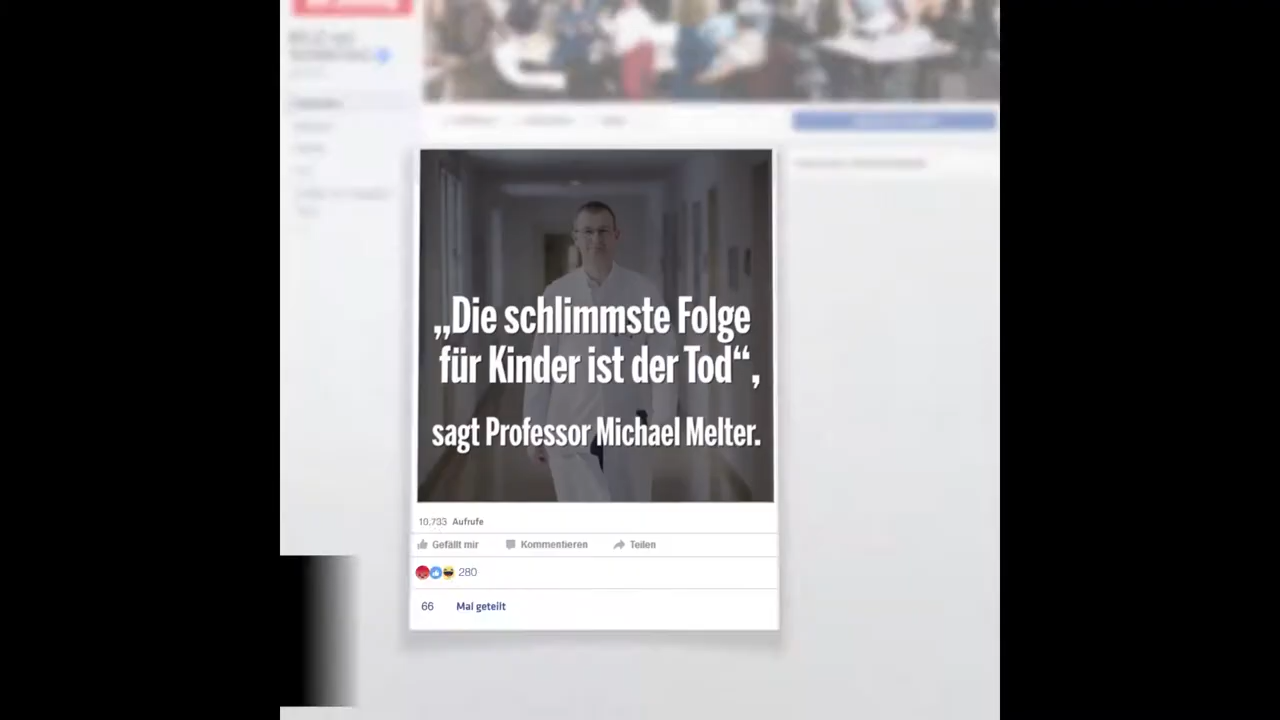 „Die schlimmste Folge
für Kinder ist der Tod“,
sagt Professor Michael Melter.
10.733 Aufrufe
Gefällt mir Kommentieren Teilen
280
66 Mal geteilt